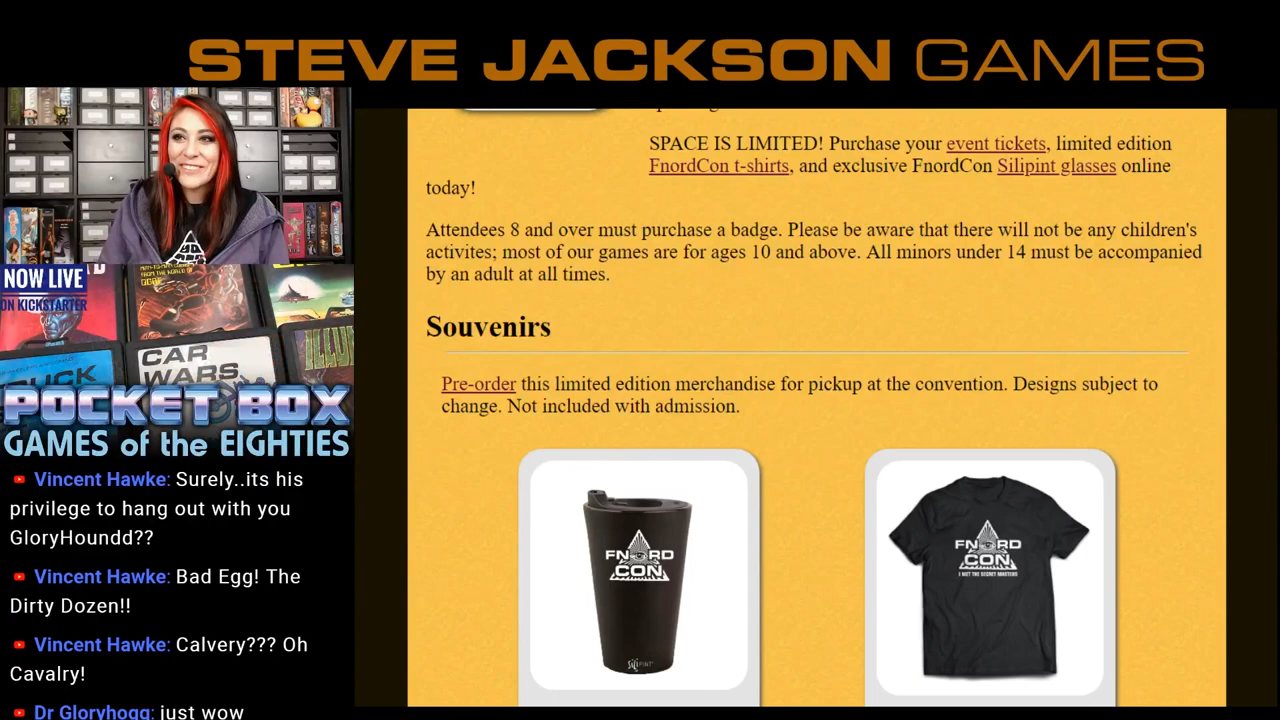 STEVE JACKSON GAMES
SPACE IS LIMITED! Purchase your event tickets, limited edition
FnordCon t-shirts, and exclusive FnordCon Silipint glasses online
today!
Attendees 8 and over must purchase a badge. Please be aware that there will not be any children's
activites; most of our games are for ages 10 and above. All minors under 14 must be accompanied
by an adult at all times.
Souvenirs
Pre-order this limited edition merchandise for pickup at the convention. Designs subject to
change. Not included with admission.
FNORD
CON
SiliPINT
FNORD
CON
I MET THE SECRET MASTERS
NOW LIVE
ON KICKSTARTER
CAR
WARS
POCKET BOX
GAMES of the EIGHTIES
Vincent Hawke: Surely..its his
privilege to hang out with you
GloryHoundd??
Vincent Hawke: Bad Egg! The
Dirty Dozen!!
Vincent Hawke: Calvery??? Oh
Cavalry!
Dr Gloryhogg: just wow